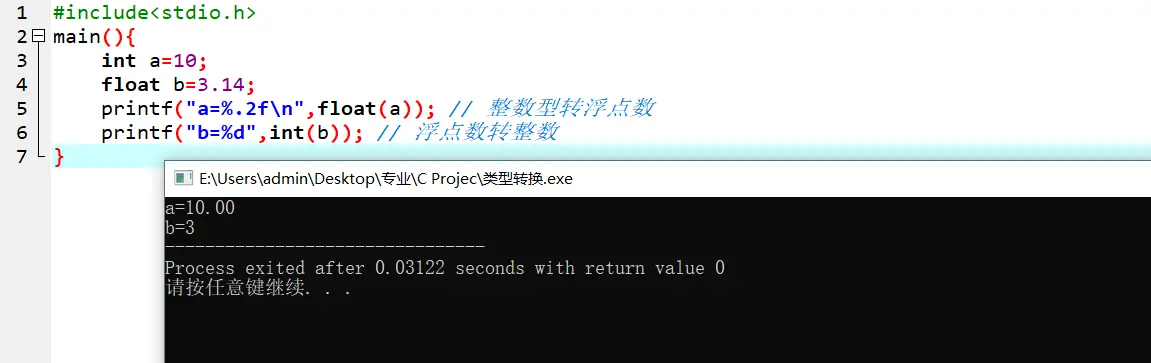 1 #include<stdio.h>
2 main(){
3 int a=10;
4 float b=3.14;
5 printf("a=%.2f\n",float(a)); // 整数型转浮点数
6 printf("b=%d",int(b)); // 浮点数转整数
7 }
E:\Users\admin\Desktop\专业\C Projec\类型转换.exe
a=10.00
b=3
--------------------------------
Process exited after 0.03122 seconds with return value 0
请按任意键继续. . .